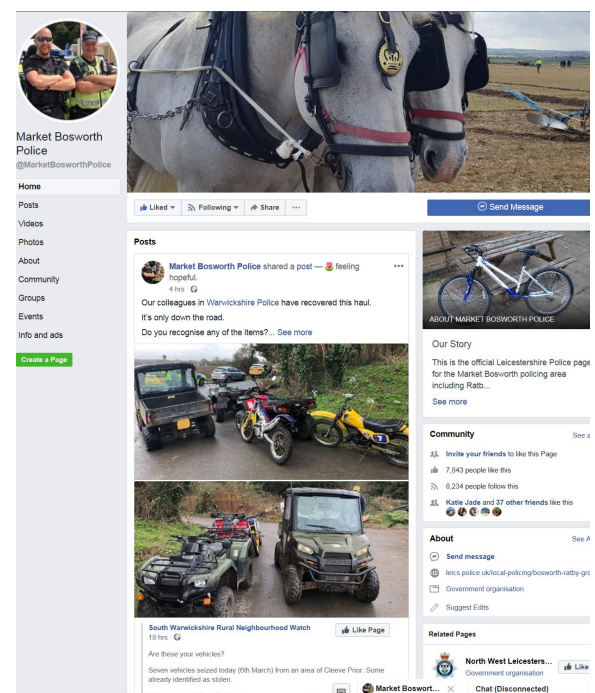 Market Bosworth
Police
@MarketBosworthPolice
Home
Posts
Videos
Photos
About
Community
Groups
Events
Info and ads
Create a Page
Liked
Following
Share
Send Message
Posts
Market Bosworth Police shared a post — feeling
hopeful.
4 hrs
Our colleagues in Warwickshire Police have recovered this haul.
It's only down the road.
Do you recognise any of the items?... See more
South Warwickshire Rural Neighbourhood Watch
18 hrs
Like Page
Are these your vehicles?
Seven vehicles seized today (6th March) from an area of Cleeve Prior. Some
already identified as stolen.
ABOUT MARKET BOSWORTH POLICE
Our Story
This is the official Leicestershire Police page
for the Market Bosworth policing area
including Ratb...
See more
Community
See a
Invite your friends to like this Page
7,843 people like this
8,234 people follow this
Katie Jade and 37 other friends like this
About
See A
Send message
leics.police.uk/local-policing/bosworth-ratby-gro
Government organisation
Suggest Edits
Related Pages
North West Leicesters...
Government organisation
Like
Market Boswort...
Chat (Disconnected)